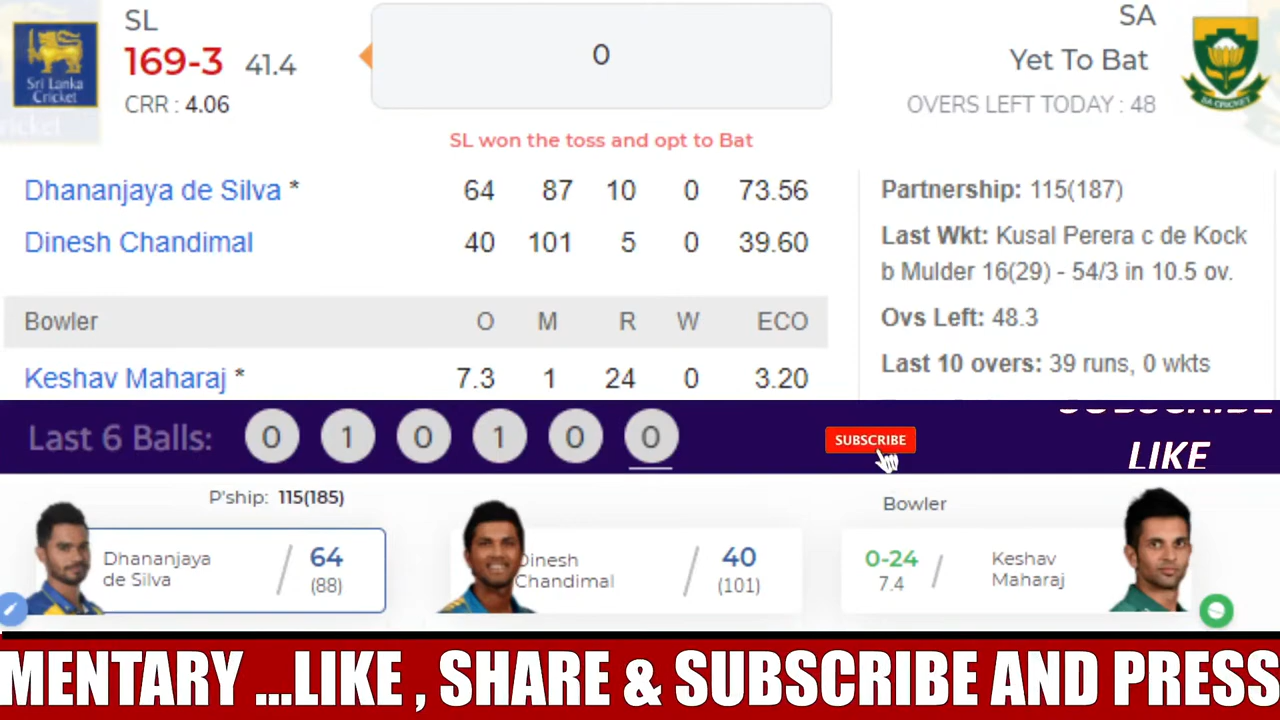 SL
169-3 41.4
CRR : 4.06
Sri Lanka
Cricket
0
SA
Yet To Bat
OVERS LEFT TODAY : 48
SA CRICKET
SL won the toss and opt to Bat
Dhananjaya de Silva * 64 87 10 0 73.56
Dinesh Chandimal 40 101 5 0 39.60
Bowler O M R W ECO
Keshav Maharaj * 7.3 1 24 0 3.20
Partnership: 115(187)
Last Wkt: Kusal Perera c de Kock
b Mulder 16(29) - 54/3 in 10.5 ov.
Ovs Left: 48.3
Last 10 overs: 39 runs, 0 wkts
Last 6 Balls: 0 1 0 1 0 0
SUBSCRIBE
SUBSCRIBE
LIKE
P'ship: 115(185)
Dhananjaya
de Silva
64
(88)
Dinesh
Chandimal
40
(101)
Bowler
0-24
7.4
Keshav
Maharaj
MENTARY ...LIKE , SHARE & SUBSCRIBE AND PRESS